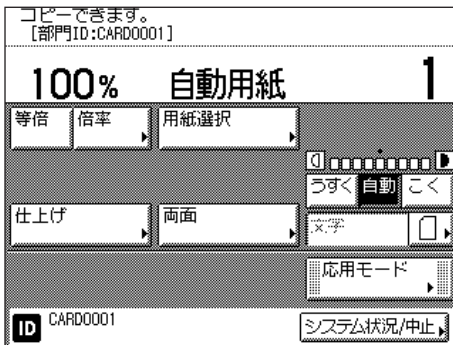 コピーできます。
[部門ID:CARD0001]
100% 自動用紙 1
等倍 倍率 用紙選択
うすく 自動 こく
仕上げ 両面 文字
応用モード
ID CARD0001 システム状況/中止